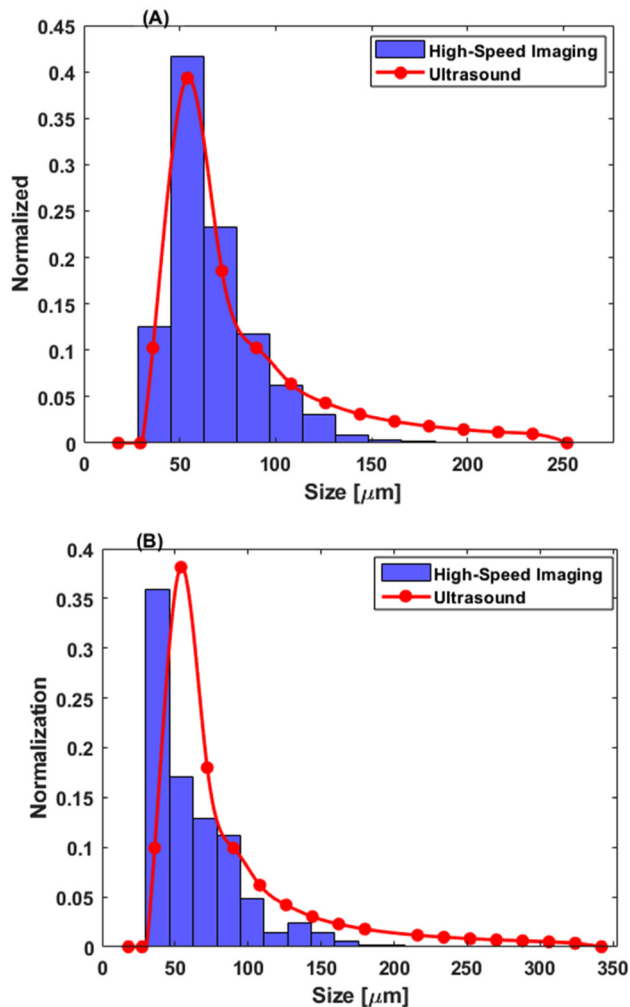 (A)
0.45
0.4
0.35
0.3
0.25
0.2
0.15
0.1
0.05
0
Normalized
High-Speed Imaging
Ultrasound
0 50 100 150 200 250
Size [μm]
(B)
0.4
0.35
0.3
0.25
0.2
0.15
0.1
0.05
0
Normalization
High-Speed Imaging
Ultrasound
0 50 100 150 200 250 300 350
Size [μm]